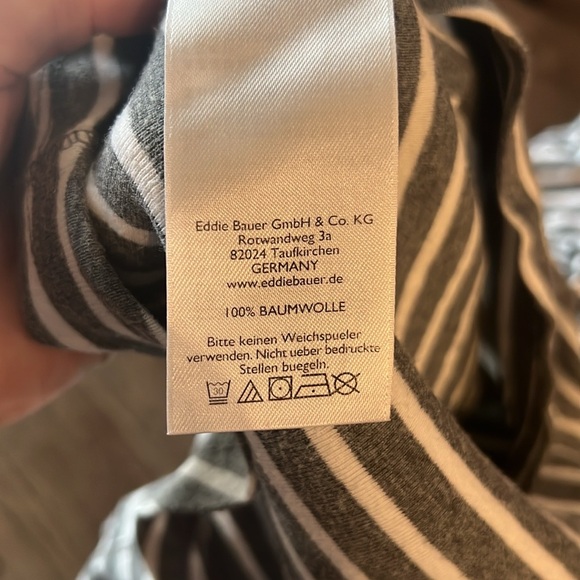 Eddie Bauer GmbH & Co. KG
Rotwandweg 3a
82024 Taufkirchen
GERMANY
www.eddiebauer.de
100% BAUMWOLLE
Bitte keinen Weichspueler
verwenden. Nicht ueber bedruckte
Stellen buegeln.
30